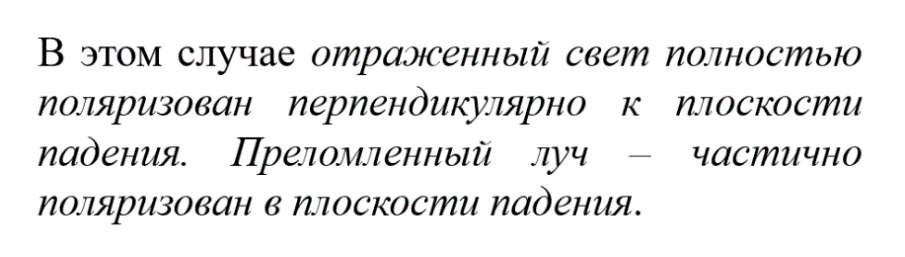 В этом случае отраженный свет полностью
поляризован перпендикулярно к плоскости
падения. Преломленный луч – частично
поляризован в плоскости падения.